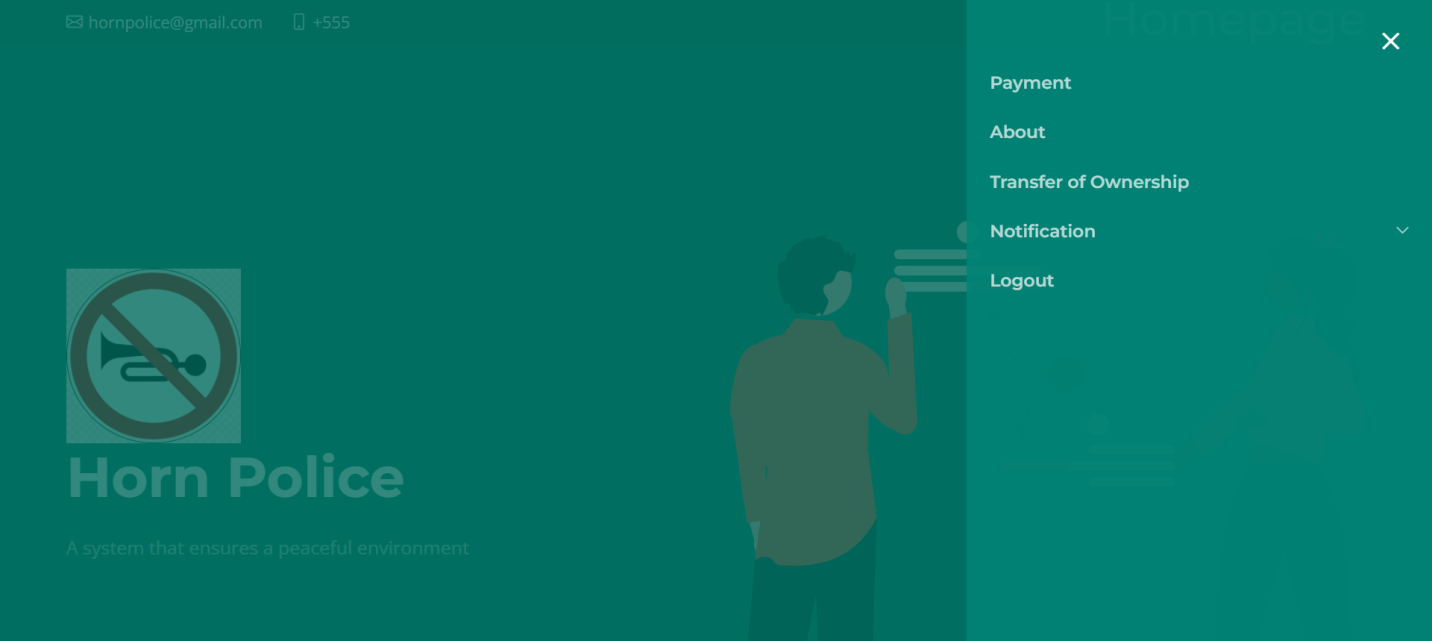 hornpolice@gmail.com
+555
Homepage
Payment
About
Transfer of Ownership
Notification
Logout
Horn Police
A system that ensures a peaceful environment